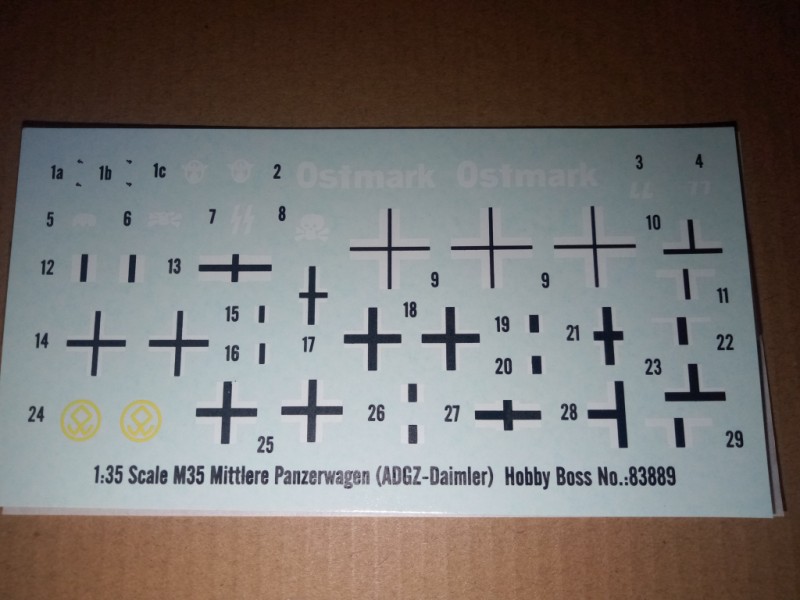 1a 1b 1c 2 Ostmark Ostmark 3 4
5 6 7 8 9 9 10
12 13 11
14 15 16 17 18 19 20 21 22
23
24 25 26 27 28 29
1:35 Scale M35 Mittlere Panzerwagen (ADGZ-Daimler) Hobby Boss No.:83889